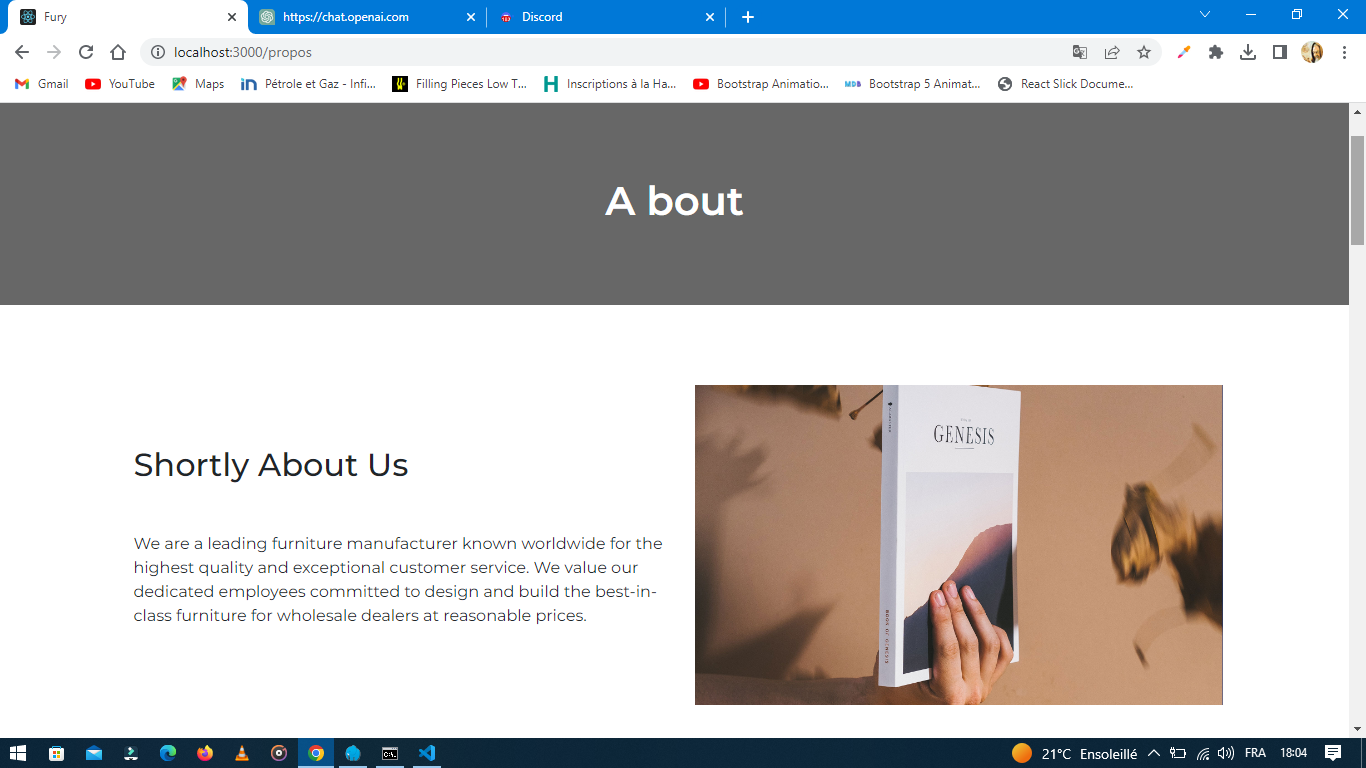 Fury
https://chat.openai.com
Discord
localhost:3000/propos
Gmail
YouTube
Maps
Pétrole et Gaz - Infi...
Filling Pieces Low T...
Inscriptions à la Ha...
Bootstrap Animatio...
MDB
Bootstrap 5 Animat...
React Slick Docume...
A bout
Shortly About Us
We are a leading furniture manufacturer known worldwide for the
highest quality and exceptional customer service. We value our
dedicated employees committed to design and build the best-in-
class furniture for wholesale dealers at reasonable prices.
GENESIS
BOOK OF GENESIS
21°C Ensoleillé
FRA
18:04